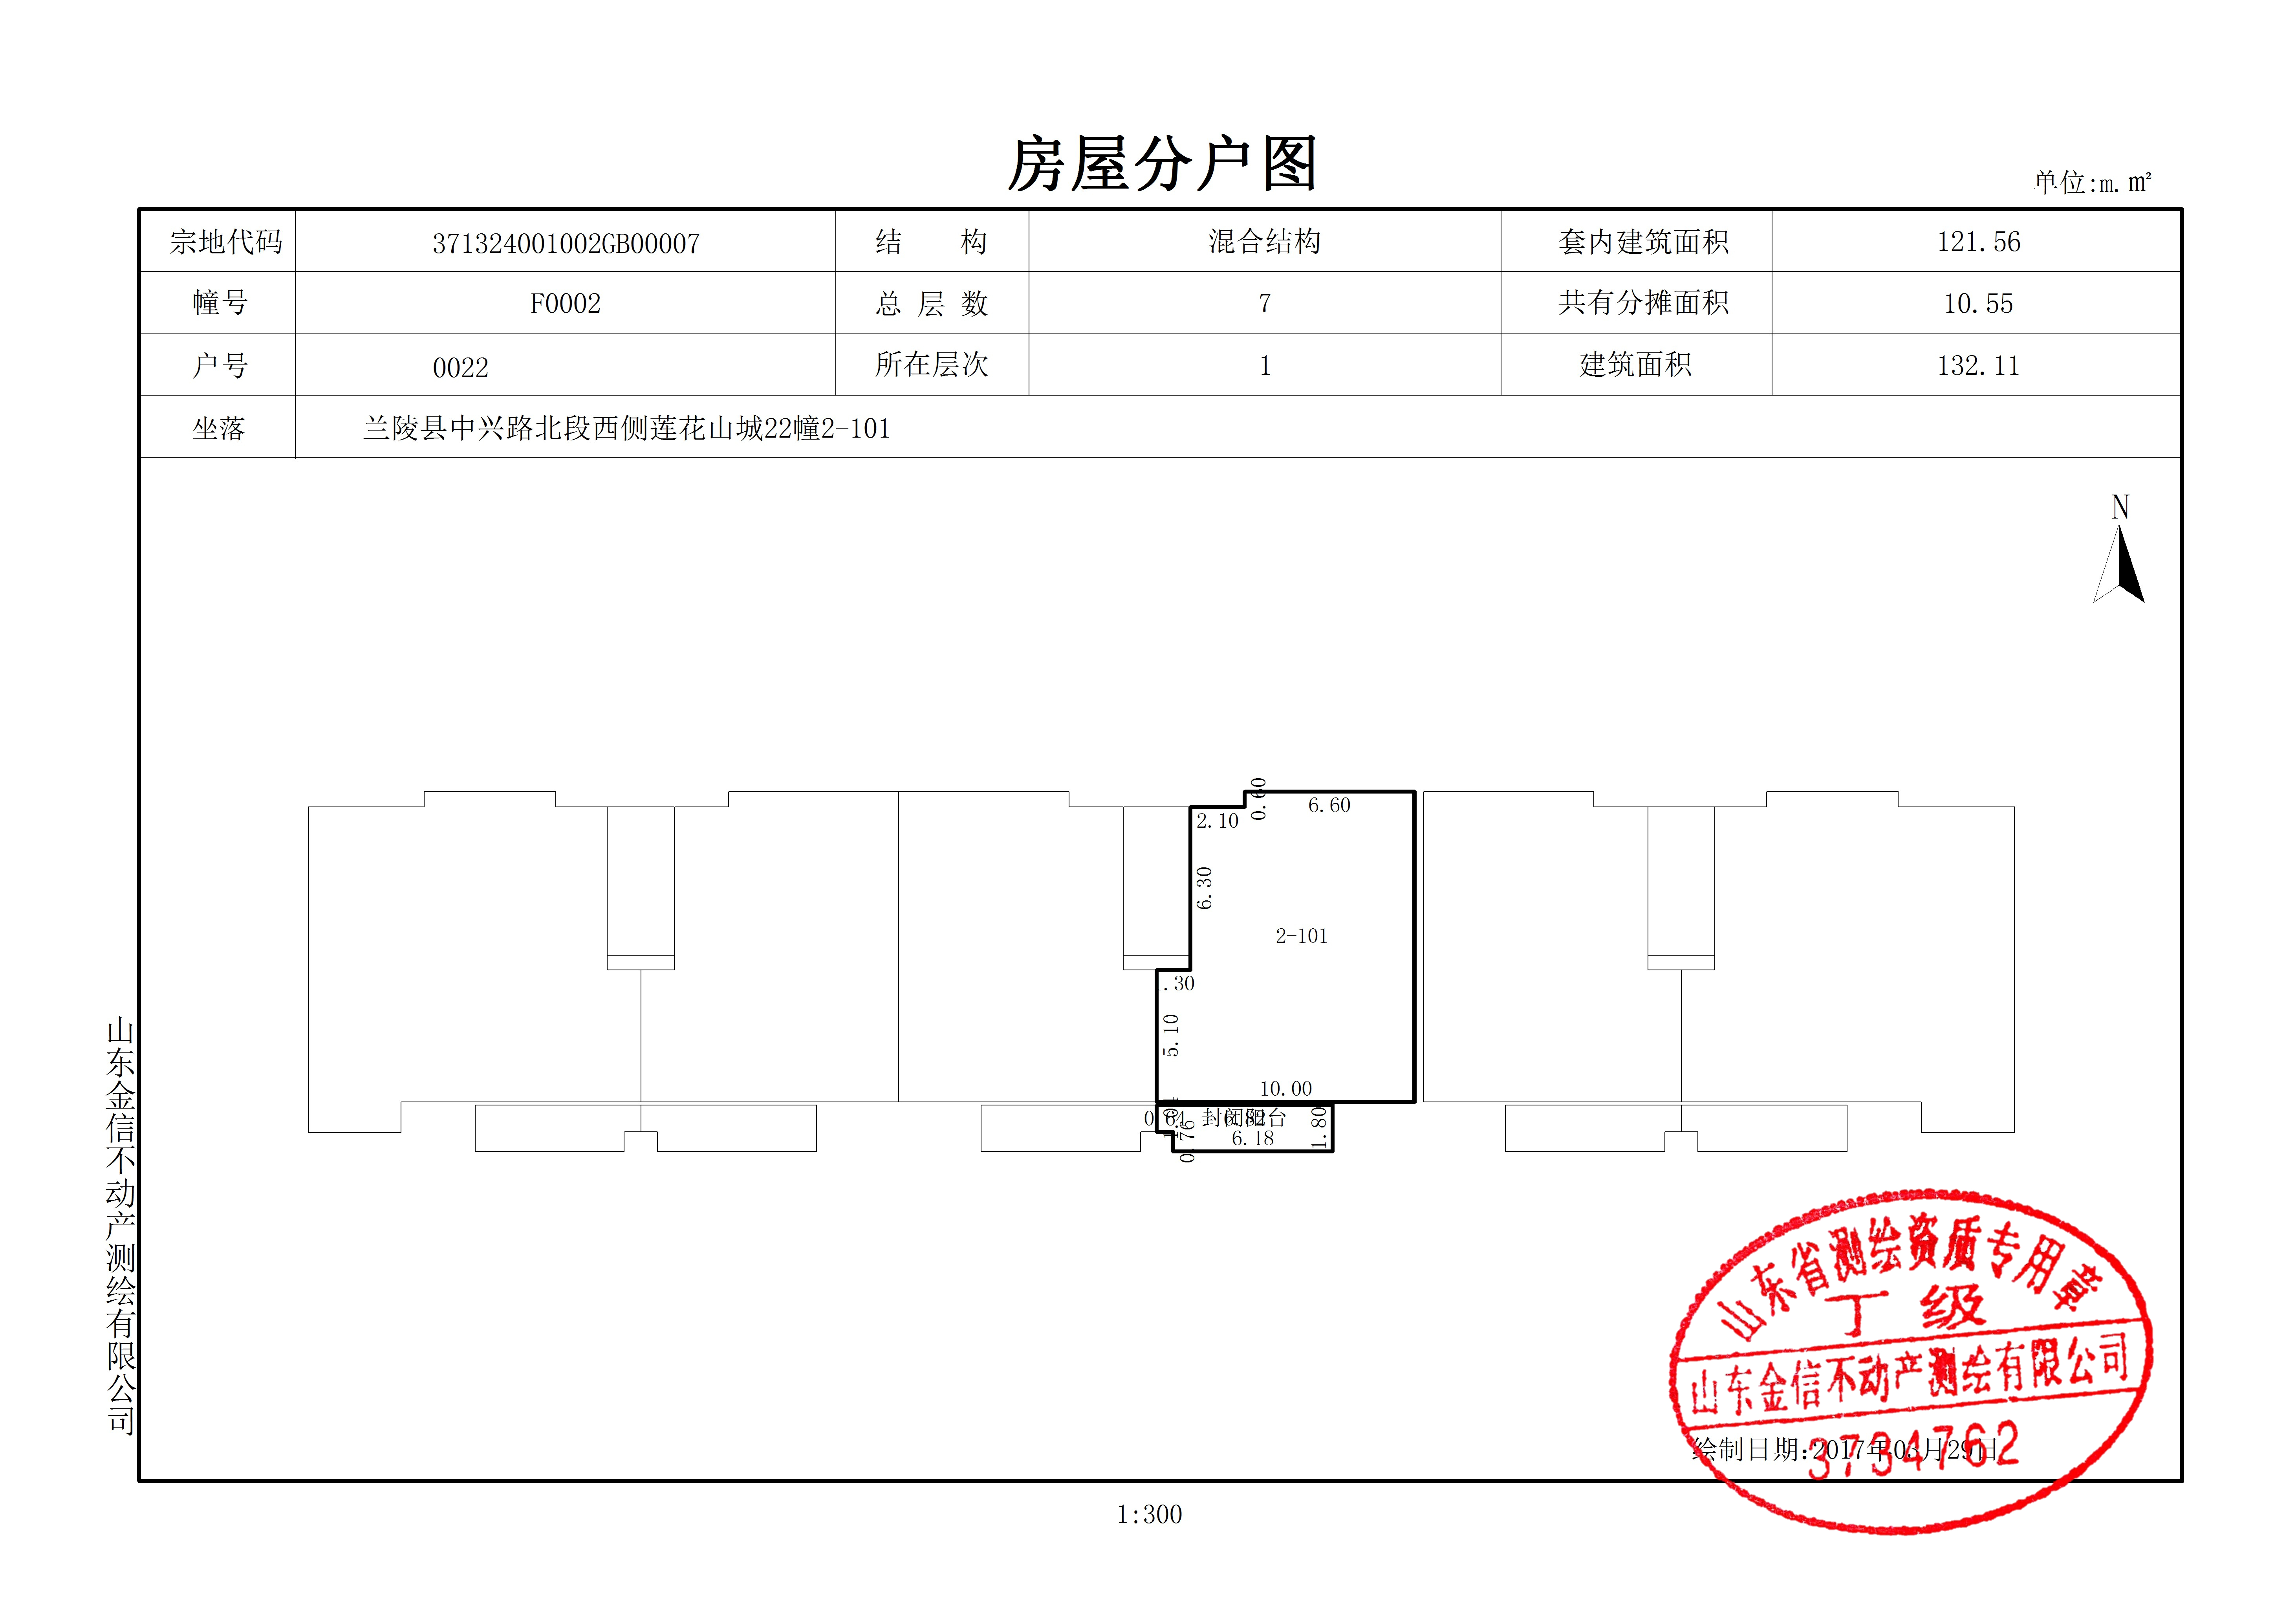 房屋分户图
单位:m.㎡
宗地代码 371324001002GB00007 结 构 混合结构 套内建筑面积 121.56
幢号 F0002 总 层 数 7 共有分摊面积 10.55
户号 0022 所在层次 1 建筑面积 132.11
坐落 兰陵县中兴路北段西侧莲花山城22幢2-101
N
0.60
6.60
2.10
6.30
2-101
1.30
5.10
10.00
0.64
封闭阳台
6.82
1.80
0.76
6.18
山东金信不动产测绘有限公司
山东省测绘资质专用章
丁级
山东金信不动产测绘有限公司
3734762
绘制日期:2017年03月29日
1:300